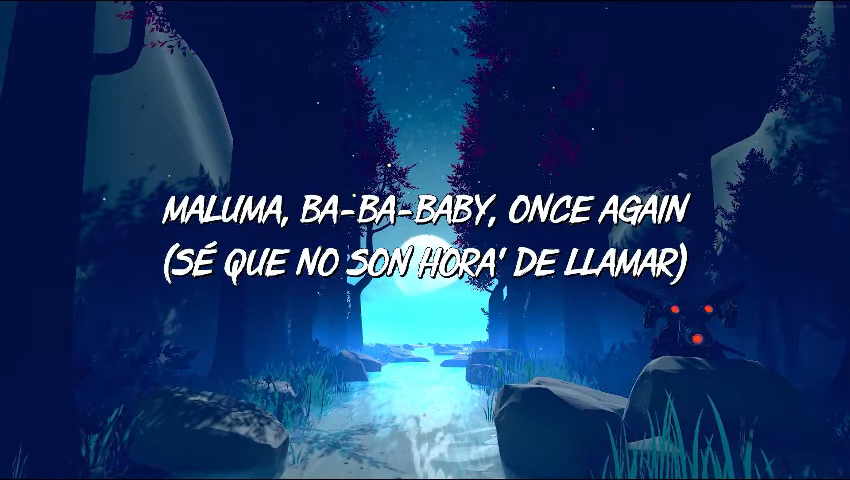 MALUMA, BA-BA-BABY, ONCE AGAIN
(SÉ QUE NO SON HORA' DE LLAMAR)